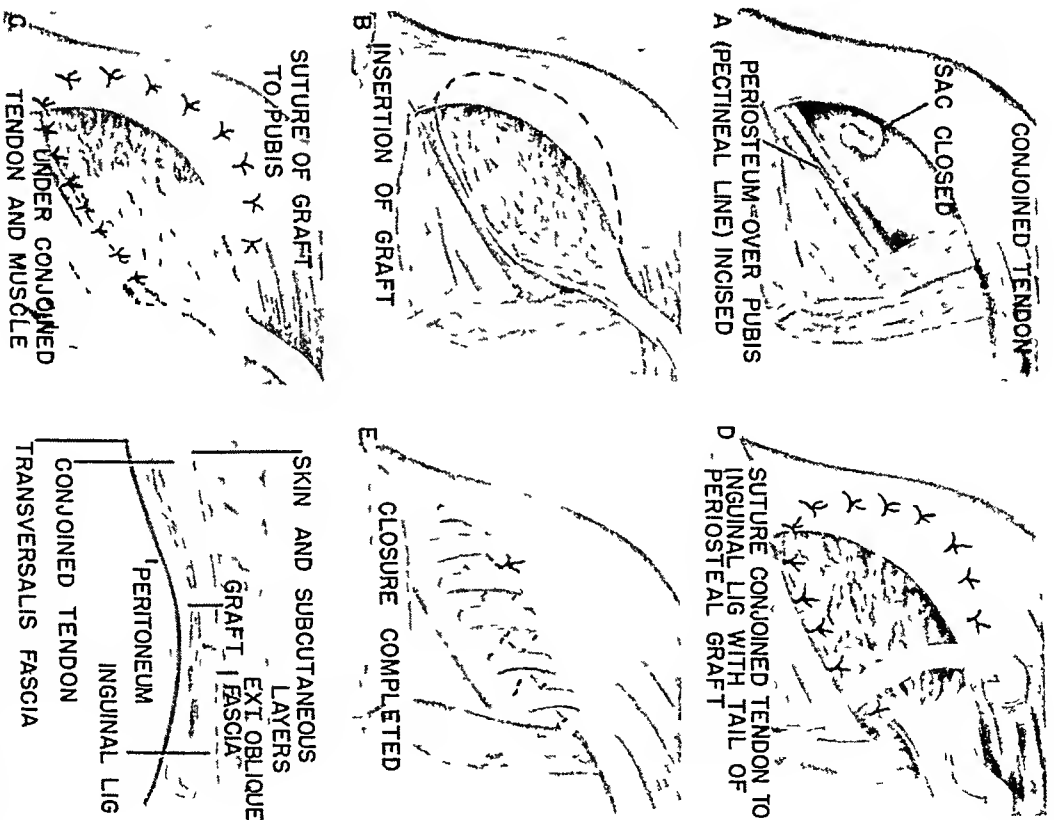 CONJOINED TENDON
SAC CLOSED
PERIOSTEUM OVER PUBIS
A (PECTINEAL LINE) INCISED
B INSERTION OF GRAFT
SUTURE OF GRAFT
TO PUBIS
C UNDER CONJOINED
TENDON AND MUSCLE
D
SUTURE CONJOINED TENDON TO
INGUINAL LIG WITH TAIL OF
PERIOSTEAL GRAFT
E
CLOSURE COMPLETED
SKIN AND SUBCUTANEOUS
LAYERS
EXT. OBLIQUE
GRAFT FASCIA
PERITONEUM
INGUINAL LIG
CONJOINED TENDON
TRANSVERSALIS FASCIA